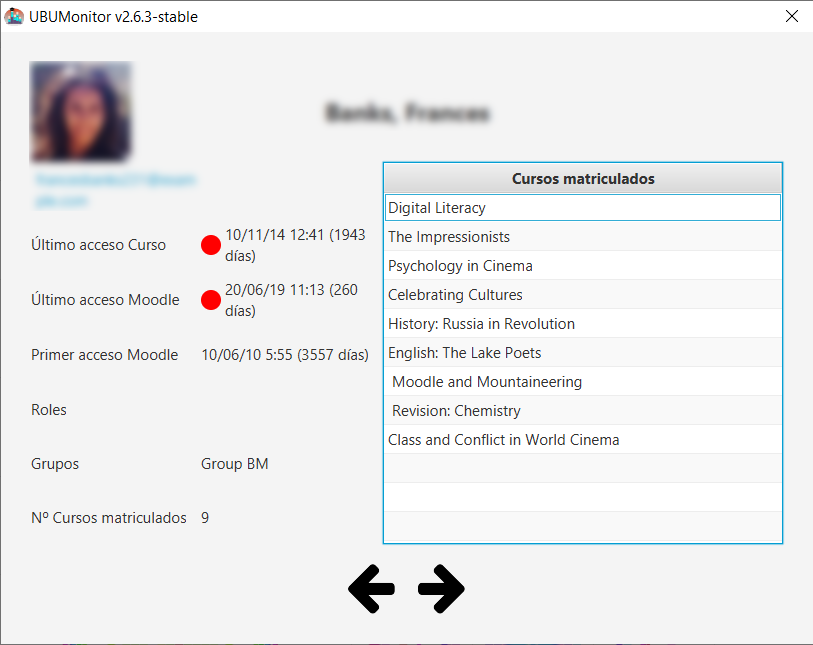 UBUMonitor v2.6.3-stable
Banks, Frances
Último acceso Curso
10/11/14 12:41 (1943
días)
Último acceso Moodle
20/06/19 11:13 (260
días)
Primer acceso Moodle
10/06/10 5:55 (3557 días)
Roles
Grupos
Group BM
Nº Cursos matriculados
9
Cursos matriculados
Digital Literacy
The Impressionists
Psychology in Cinema
Celebrating Cultures
History: Russia in Revolution
English: The Lake Poets
Moodle and Mountaineering
Revision: Chemistry
Class and Conflict in World Cinema